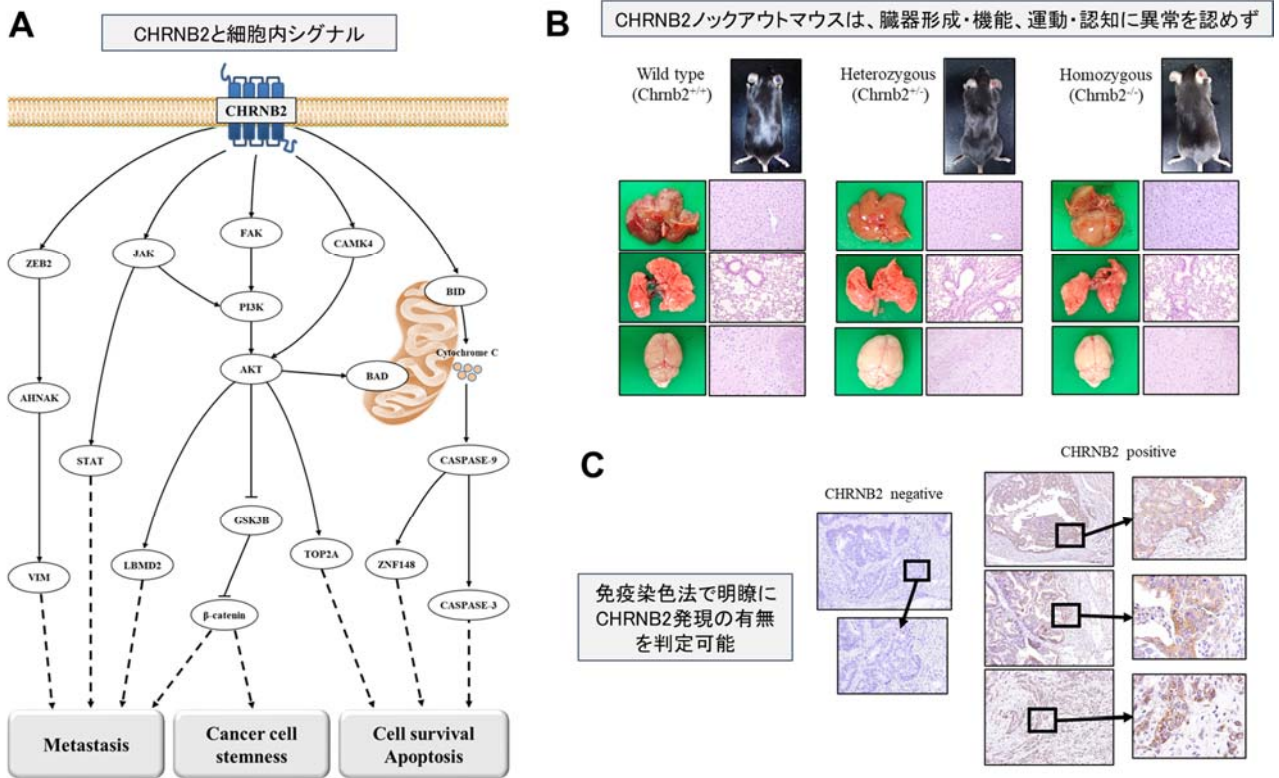 A
CHRNB2と細胞内シグナル
CHRNB2
ZEB2
JAK
FAK
CAMK4
PI3K
BID
Cytochrome C
AKT
BAD
AHNAK
STAT
CASPASE-9
GSK3B
TOP2A
LBMD2
ZNF148
VIM
β-catenin
CASPASE-3
Metastasis
Cancer cell
stemness
Cell survival
Apoptosis
B
CHRNB2ノックアウトマウスは、臓器形成・機能、運動・認知に異常を認めず
Wild type
(Chrnb2+/+)
Heterozygous
(Chrnb2+/-)
Homozygous
(Chrnb2-/-)
C
免疫染色法で明瞭に
CHRNB2発現の有無
を判定可能
CHRNB2 negative
CHRNB2 positive